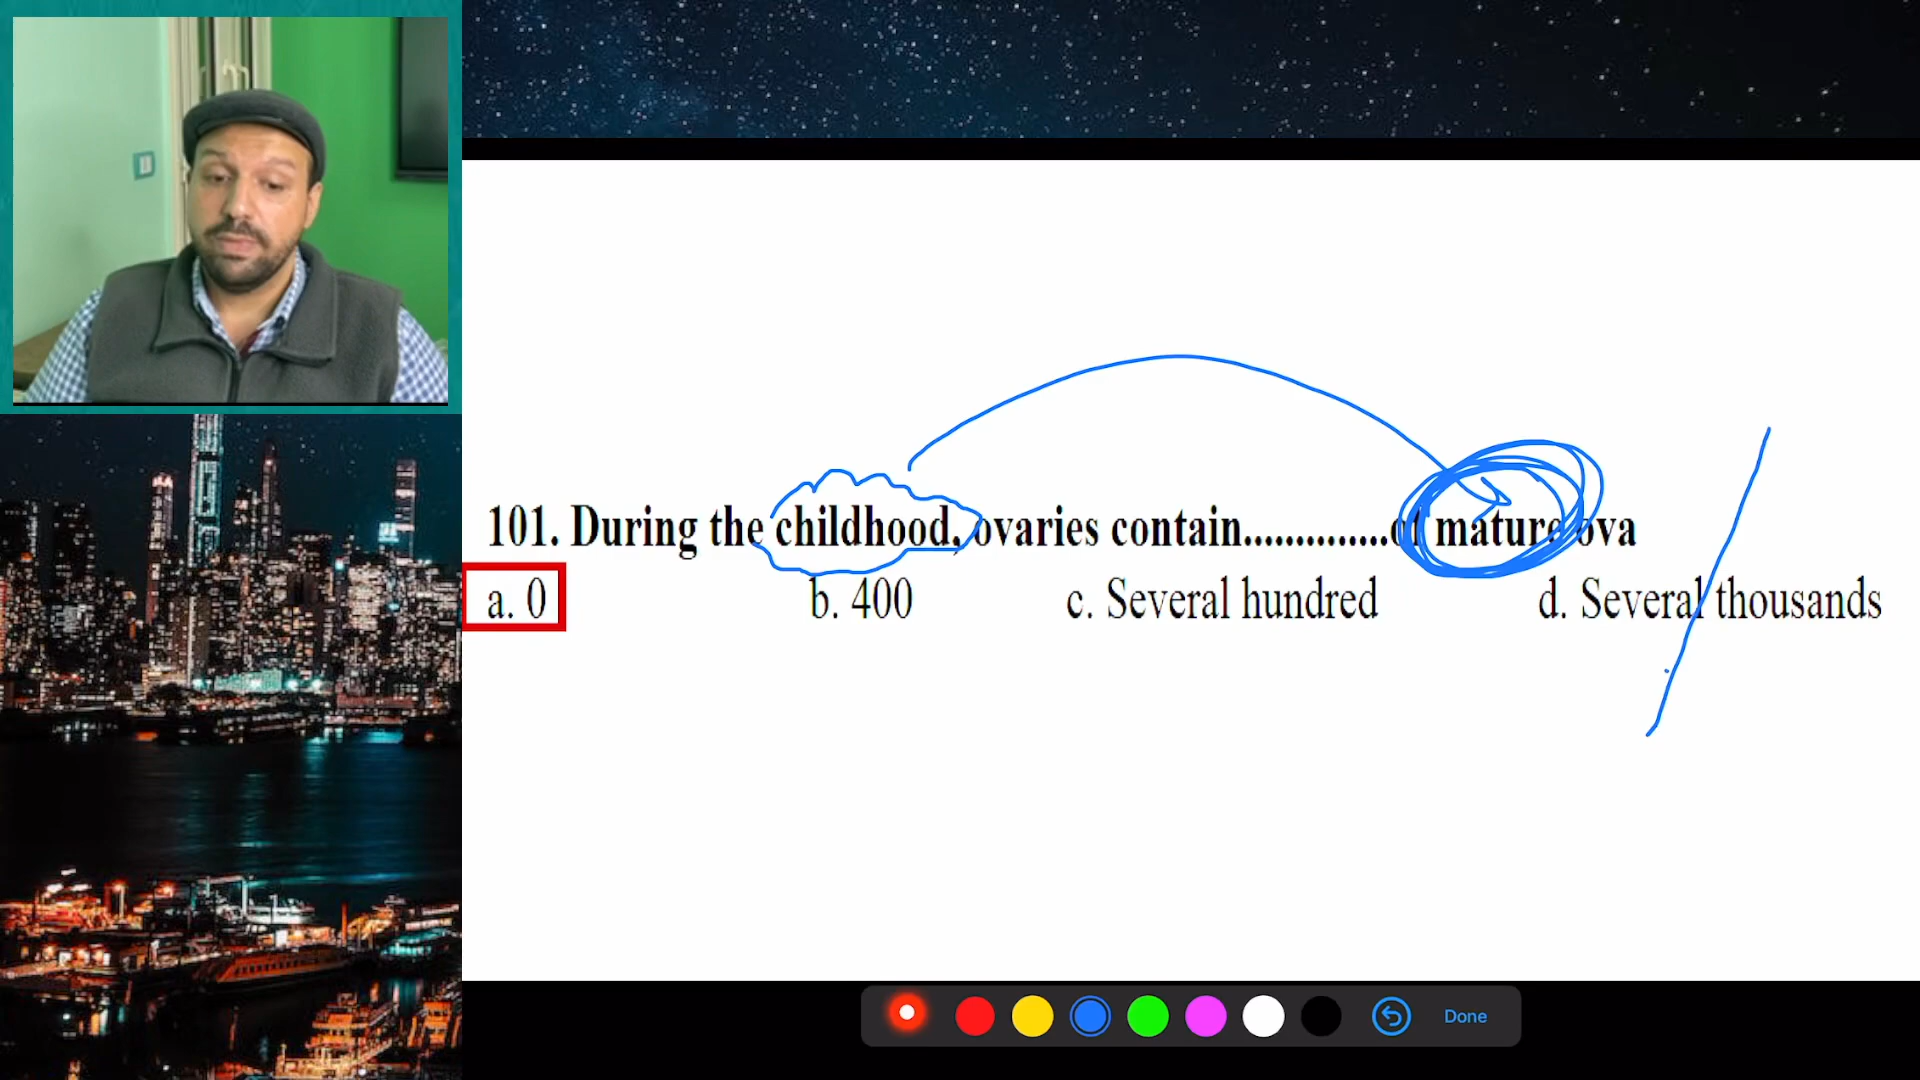 101. During the childhood, ovaries contain..............of mature ova
a. 0 b. 400 c. Several hundred d. Several thousands
Done